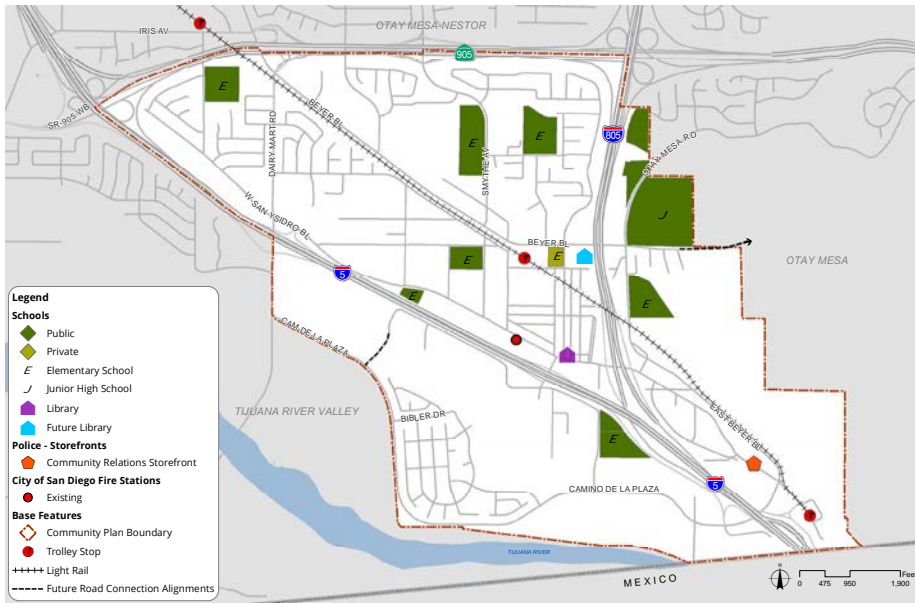 OTAY MESA-NESTOR
IRIS AV
905
SR-905 WB
E
BEYER BL
DAIRY MART RD
E
SMYTHE AV
E
805
OTAY MESA RD
J
W SAN YSIDRO BL
BEYER BL
E
E
OTAY MESA
5
E
E
CAM DE LA PLAZA
TIJUANA RIVER VALLEY
BIBLER DR
E
EAST BEYER BL
5
CAMINO DE LA PLAZA
TIJUANA RIVER
MEXICO
N
0 475 950 1,900
Feet
Legend
Schools
Public
Private
E Elementary School
J Junior High School
Library
Future Library
Police - Storefronts
Community Relations Storefront
City of San Diego Fire Stations
Existing
Base Features
Community Plan Boundary
Trolley Stop
Light Rail
Future Road Connection Alignments